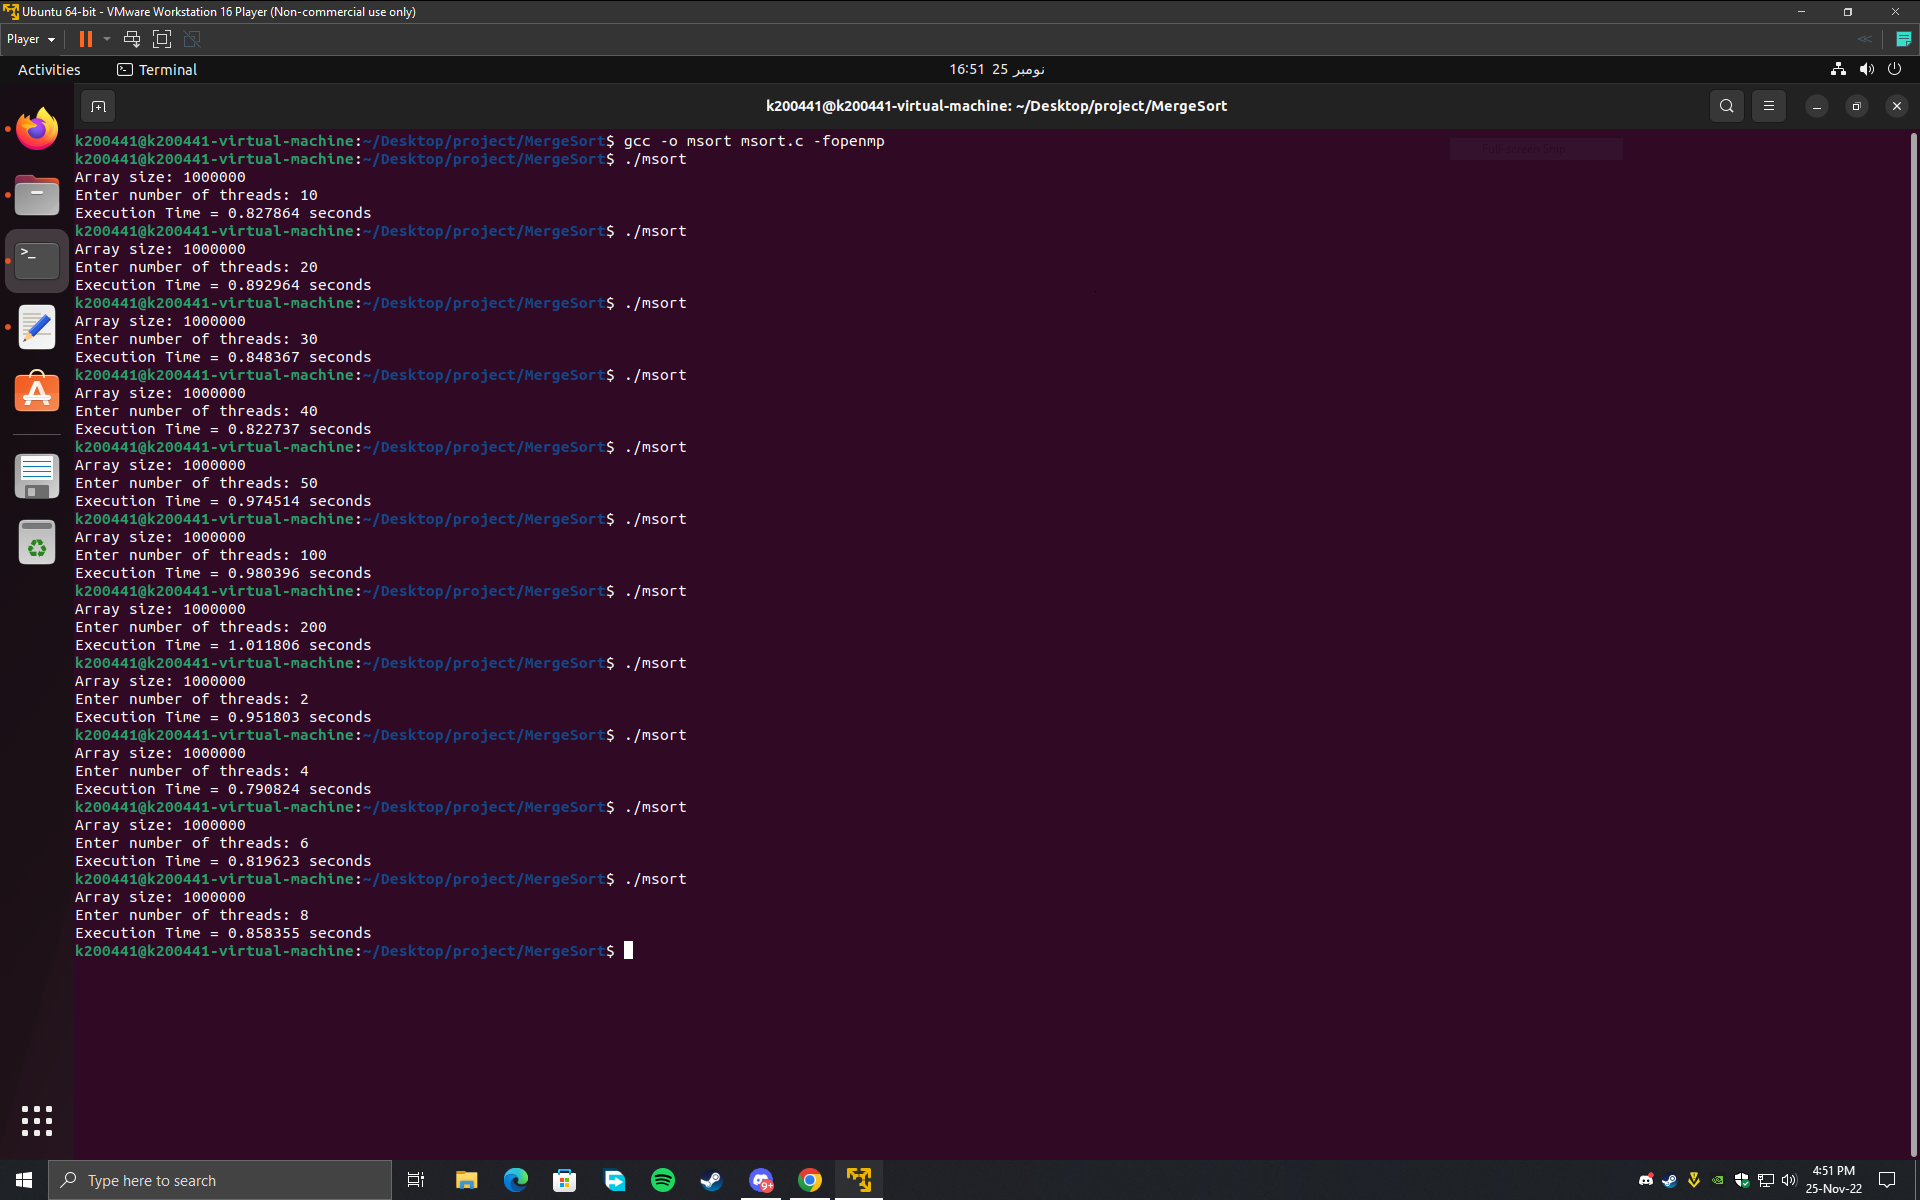 Ubuntu 64-bit - VMware Workstation 16 Player (Non-commercial use only)
Player
Activities
Terminal
16:51 25 نومبر
k200441@k200441-virtual-machine: ~/Desktop/project/MergeSort
k200441@k200441-virtual-machine:~/Desktop/project/MergeSort$ gcc -o msort msort.c -fopenmp
k200441@k200441-virtual-machine:~/Desktop/project/MergeSort$ ./msort
Array size: 1000000
Enter number of threads: 10
Execution Time = 0.827864 seconds
k200441@k200441-virtual-machine:~/Desktop/project/MergeSort$ ./msort
Array size: 1000000
Enter number of threads: 20
Execution Time = 0.892964 seconds
k200441@k200441-virtual-machine:~/Desktop/project/MergeSort$ ./msort
Array size: 1000000
Enter number of threads: 30
Execution Time = 0.848367 seconds
k200441@k200441-virtual-machine:~/Desktop/project/MergeSort$ ./msort
Array size: 1000000
Enter number of threads: 40
Execution Time = 0.822737 seconds
k200441@k200441-virtual-machine:~/Desktop/project/MergeSort$ ./msort
Array size: 1000000
Enter number of threads: 50
Execution Time = 0.974514 seconds
k200441@k200441-virtual-machine:~/Desktop/project/MergeSort$ ./msort
Array size: 1000000
Enter number of threads: 100
Execution Time = 0.980396 seconds
k200441@k200441-virtual-machine:~/Desktop/project/MergeSort$ ./msort
Array size: 1000000
Enter number of threads: 200
Execution Time = 1.011806 seconds
k200441@k200441-virtual-machine:~/Desktop/project/MergeSort$ ./msort
Array size: 1000000
Enter number of threads: 2
Execution Time = 0.951803 seconds
k200441@k200441-virtual-machine:~/Desktop/project/MergeSort$ ./msort
Array size: 1000000
Enter number of threads: 4
Execution Time = 0.790824 seconds
k200441@k200441-virtual-machine:~/Desktop/project/MergeSort$ ./msort
Array size: 1000000
Enter number of threads: 6
Execution Time = 0.819623 seconds
k200441@k200441-virtual-machine:~/Desktop/project/MergeSort$ ./msort
Array size: 1000000
Enter number of threads: 8
Execution Time = 0.858355 seconds
k200441@k200441-virtual-machine:~/Desktop/project/MergeSort$
Type here to search
9+
4:51 PM
25-Nov-22